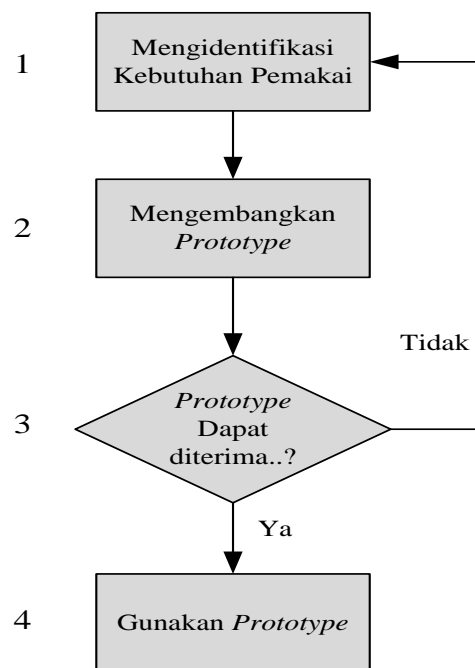 1
Mengidentifikasi
Kebutuhan Pemakai
2
Mengembangkan
Prototype
Tidak
3
Prototype
Dapat
diterima..?
Ya
4
Gunakan Prototype